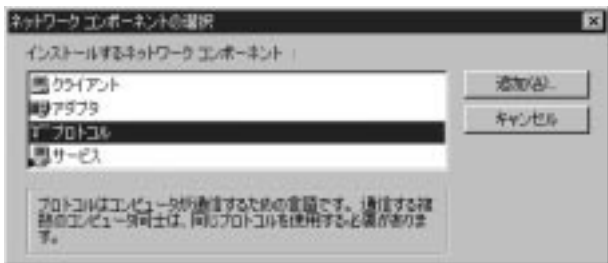 ネットワーク コンポーネントの選択
インストールするネットワーク コンポーネント :
クライアント
アダプタ
プロトコル
サービス
追加(A)...
キャンセル
プロトコルはコンピュータが通信するための言語です。通信する複
数のコンピュータ同士は、同じプロトコルを使用する必要がありま
す。